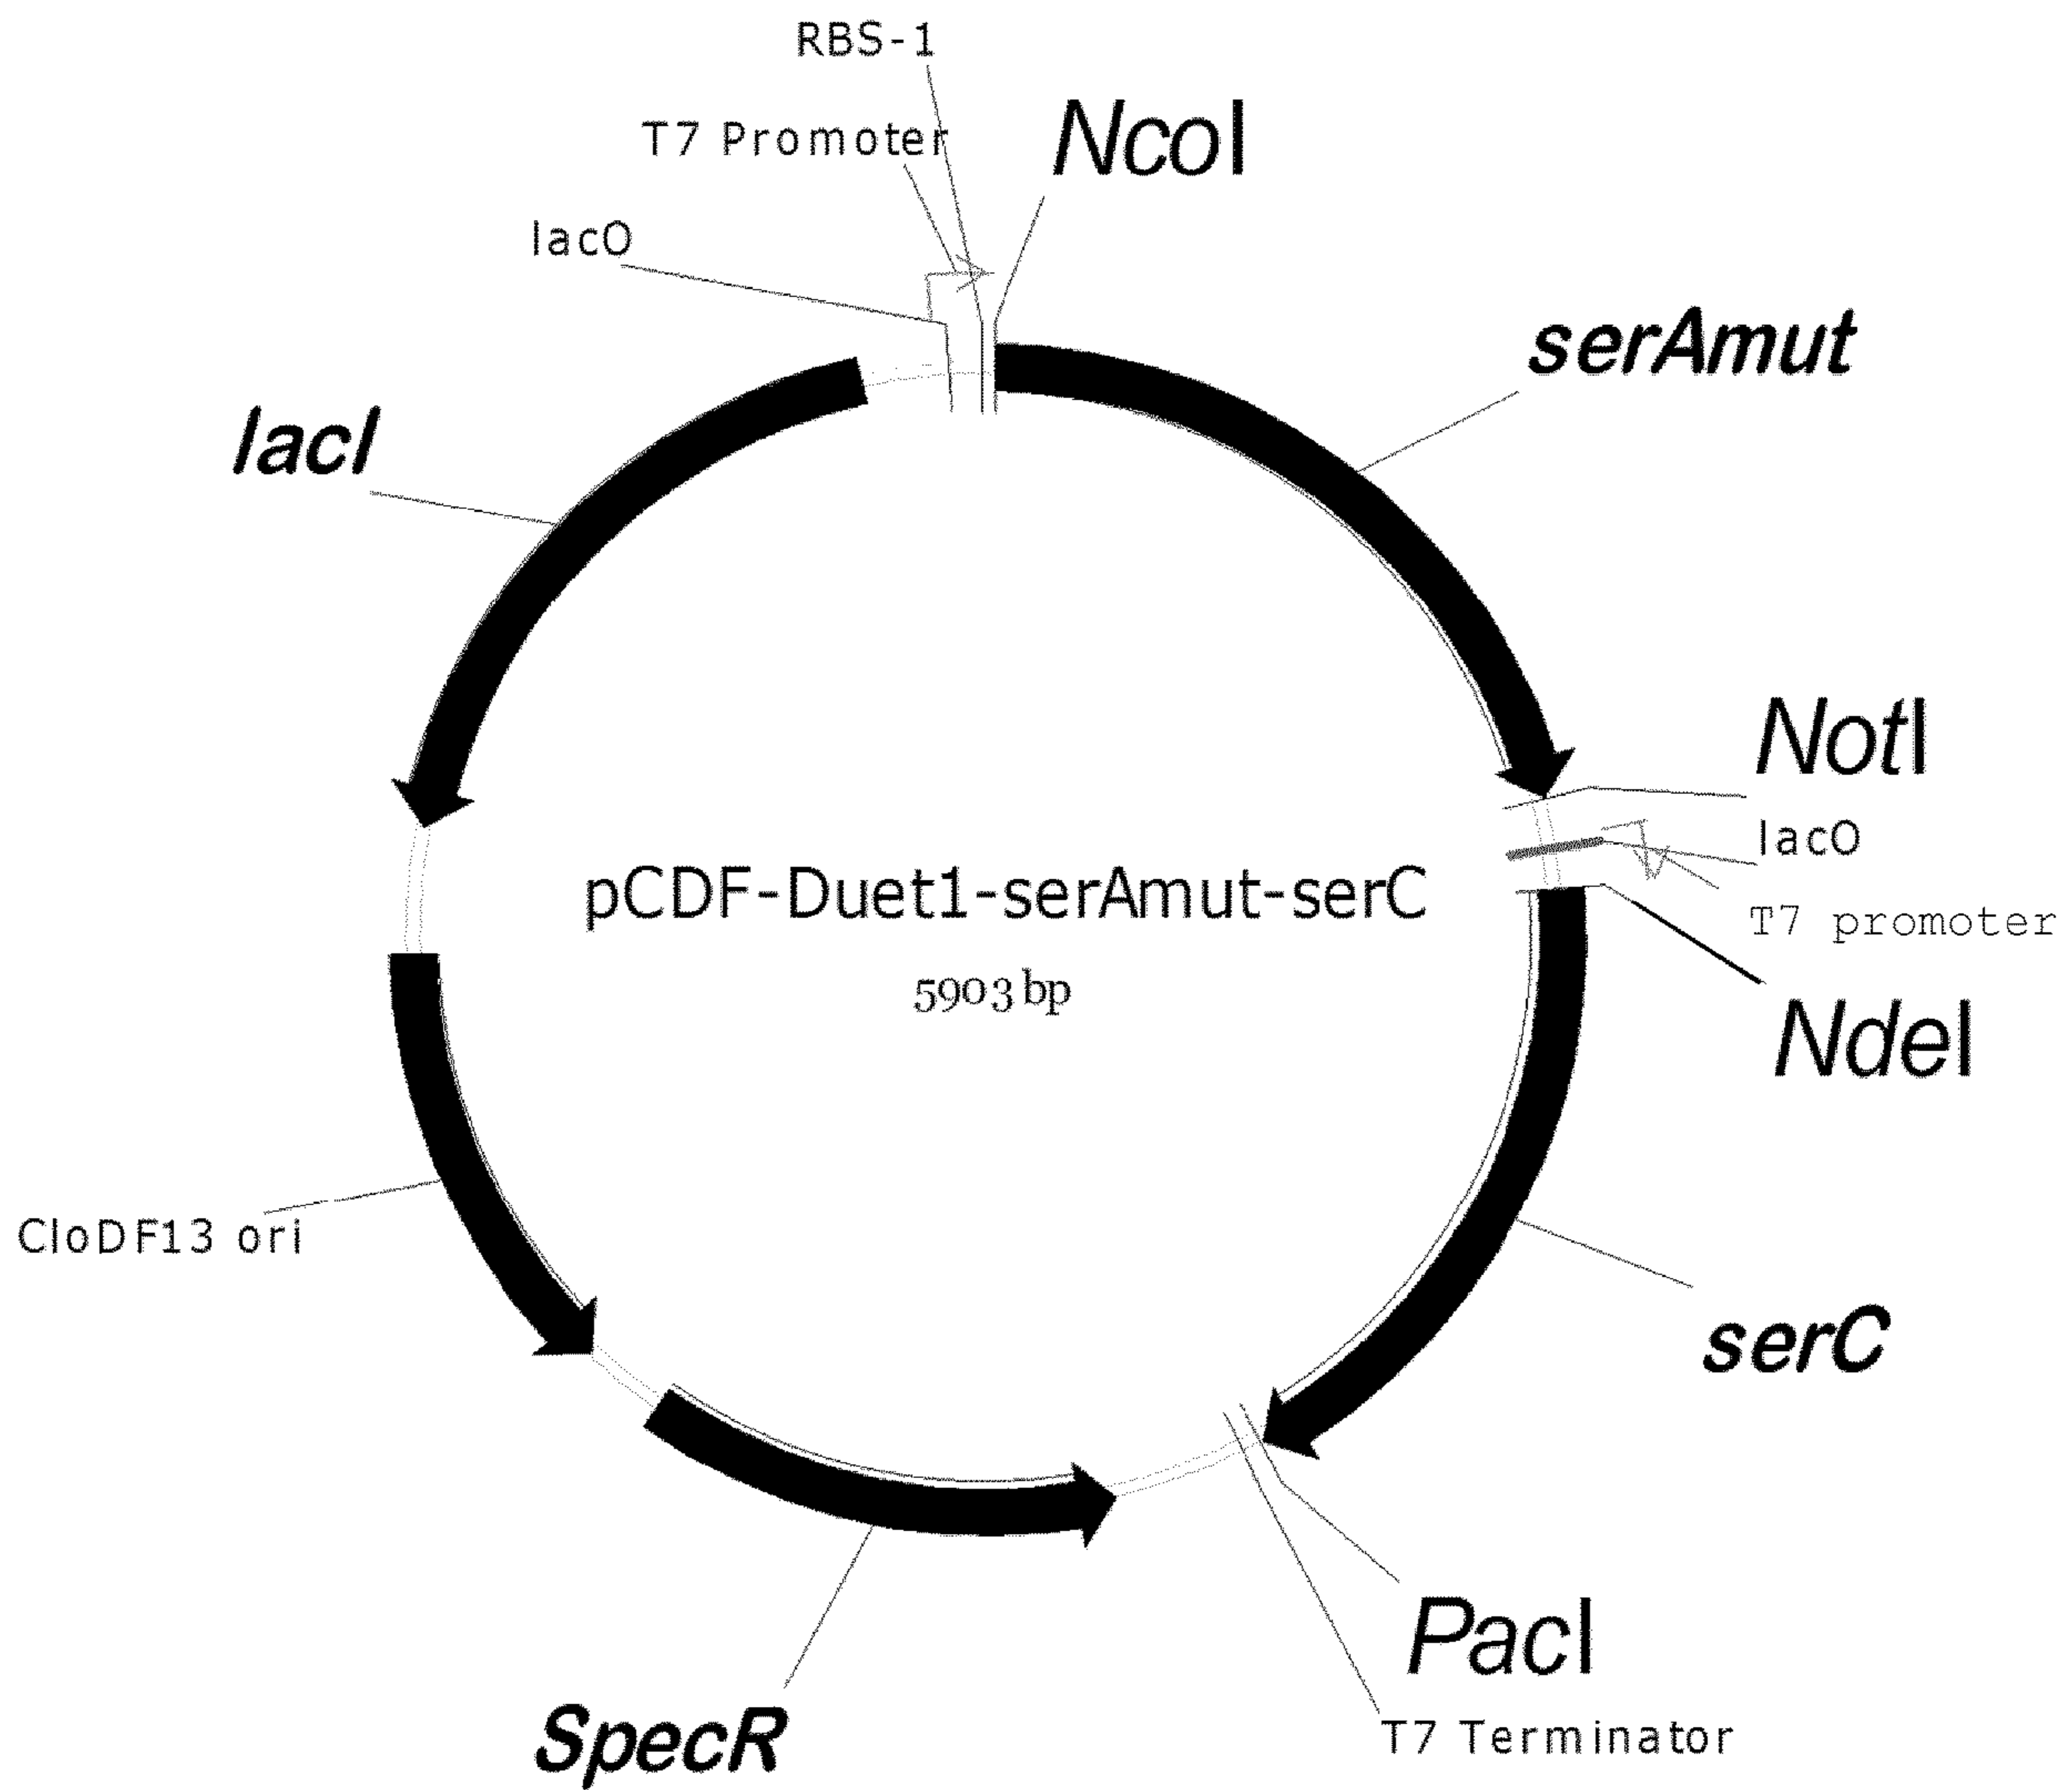 RBS-1
T7 Promoter
NcoI
lacO
serAmut
lacI
NotI
lacO
pCDF-Duet1-serAmut-serC
T7 promoter
5903 bp
NdeI
CloDF13 ori
serC
PacI
SpecR
T7 Terminator